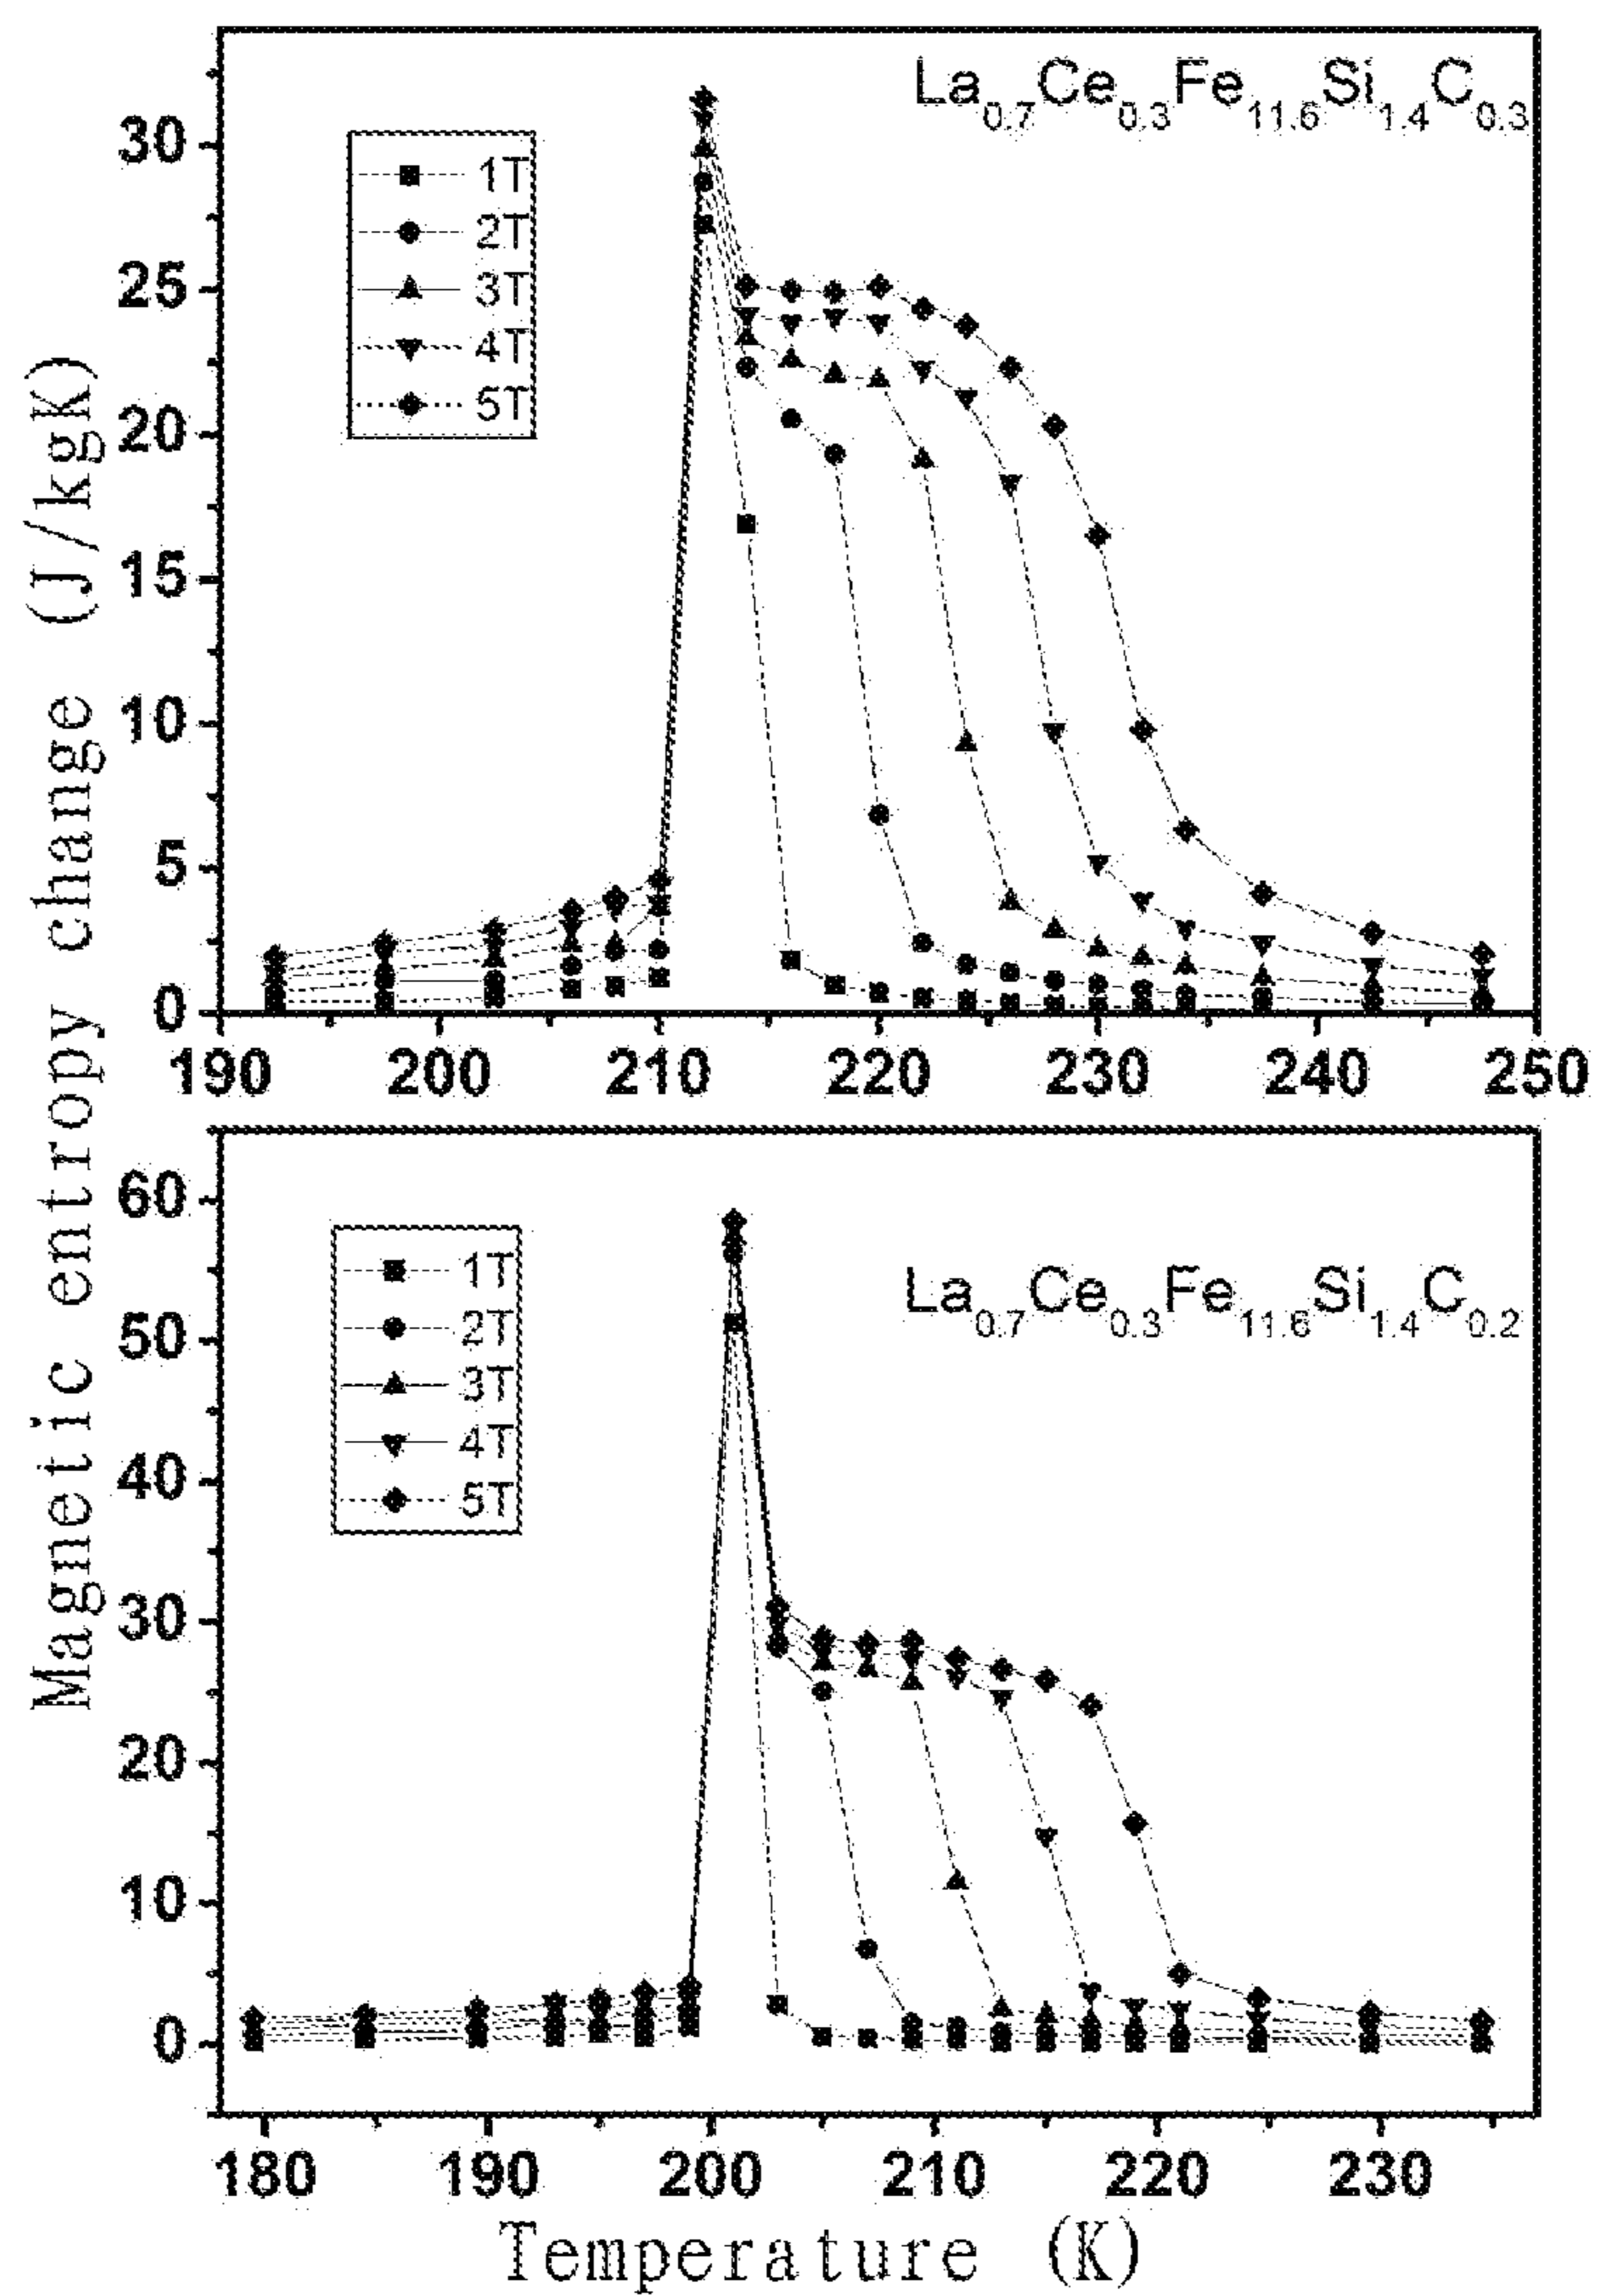 Magnetic entropy change (J/kgK)
La0.7Ce0.3Fe11.6Si1.4C0.3
1T
2T
3T
4T
5T
30
25
20
15
10
5
0
190 200 210 220 230 240 250
La0.7Ce0.3Fe11.6Si1.4C0.2
1T
2T
3T
4T
5T
60
50
40
30
20
10
0
180 190 200 210 220 230
Temperature (K)